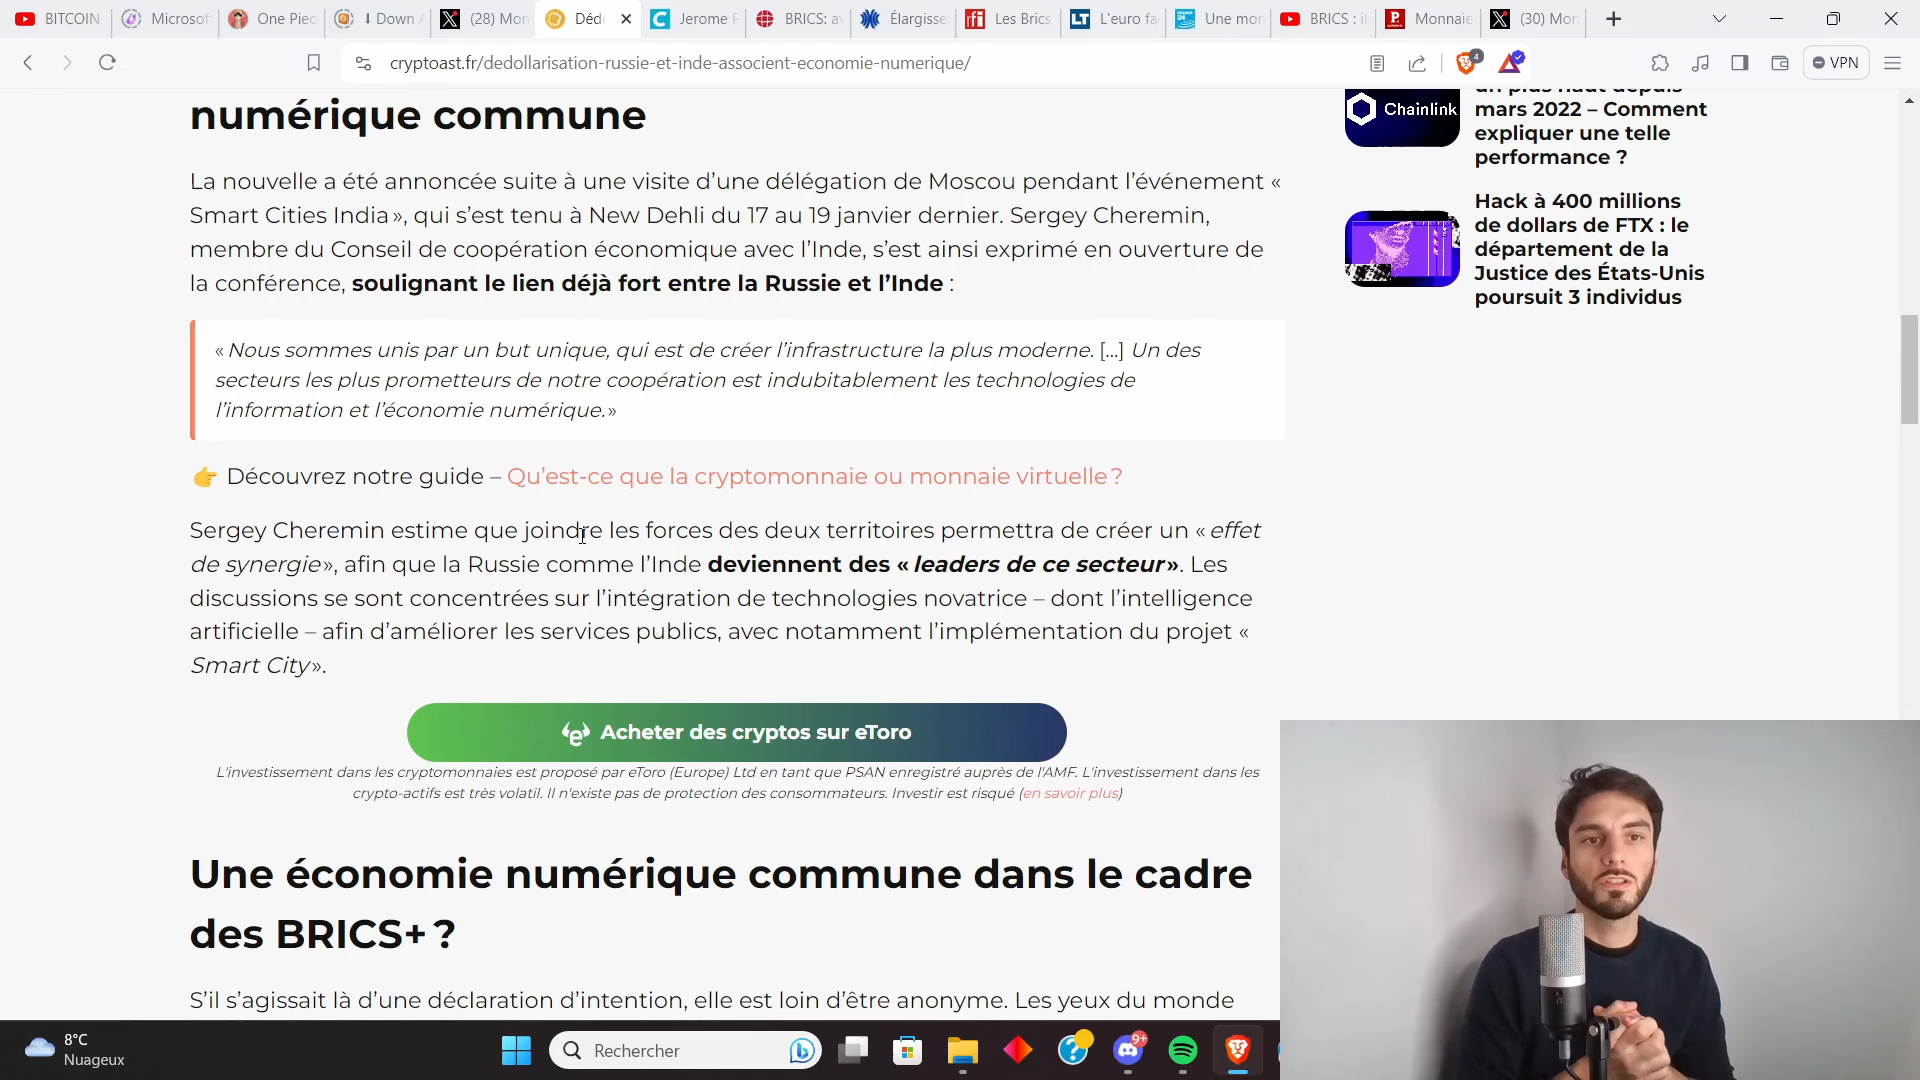 BITCOIN
Microsof
One Piec
Down
(28) Mon
Déd
Jerome P
BRICS: av
Élargisse
Les Brics
L'euro fa
Une mon
BRICS : il
Monnaie
(30) Mon
cryptoast.fr/dedollarisation-russie-et-inde-associent-economie-numerique/
4
VPN
numérique commune
La nouvelle a été annoncée suite à une visite d'une délégation de Moscou pendant l'événement «
Smart Cities India», qui s'est tenu à New Dehli du 17 au 19 janvier dernier. Sergey Cheremin,
membre du Conseil de coopération économique avec l'Inde, s'est ainsi exprimé en ouverture de
la conférence, soulignant le lien déjà fort entre la Russie et l'Inde :
« Nous sommes unis par un but unique, qui est de créer l'infrastructure la plus moderne. [...] Un des
secteurs les plus prometteurs de notre coopération est indubitablement les technologies de
l'information et l'économie numérique.»
👉 Découvrez notre guide – Qu'est-ce que la cryptomonnaie ou monnaie virtuelle ?
Sergey Cheremin estime que joindre les forces des deux territoires permettra de créer un « effet
de synergie», afin que la Russie comme l'Inde deviennent des « leaders de ce secteur». Les
discussions se sont concentrées sur l'intégration de technologies novatrice – dont l'intelligence
artificielle – afin d'améliorer les services publics, avec notamment l'implémentation du projet «
Smart City».
Acheter des cryptos sur eToro
L'investissement dans les cryptomonnaies est proposé par eToro (Europe) Ltd en tant que PSAN enregistré auprès de l'AMF. L'investissement dans les
crypto-actifs est très volatil. Il n'existe pas de protection des consommateurs. Investir est risqué (en savoir plus)
Une économie numérique commune dans le cadre
des BRICS+ ?
S'il s'agissait là d'une déclaration d'intention, elle est loin d'être anonyme. Les yeux du monde
Chainlink
un plus haut depuis
mars 2022 – Comment
expliquer une telle
performance ?
Hack à 400 millions
de dollars de FTX : le
département de la
Justice des États-Unis
poursuit 3 individus
8°C
Nuageux
Rechercher
9+